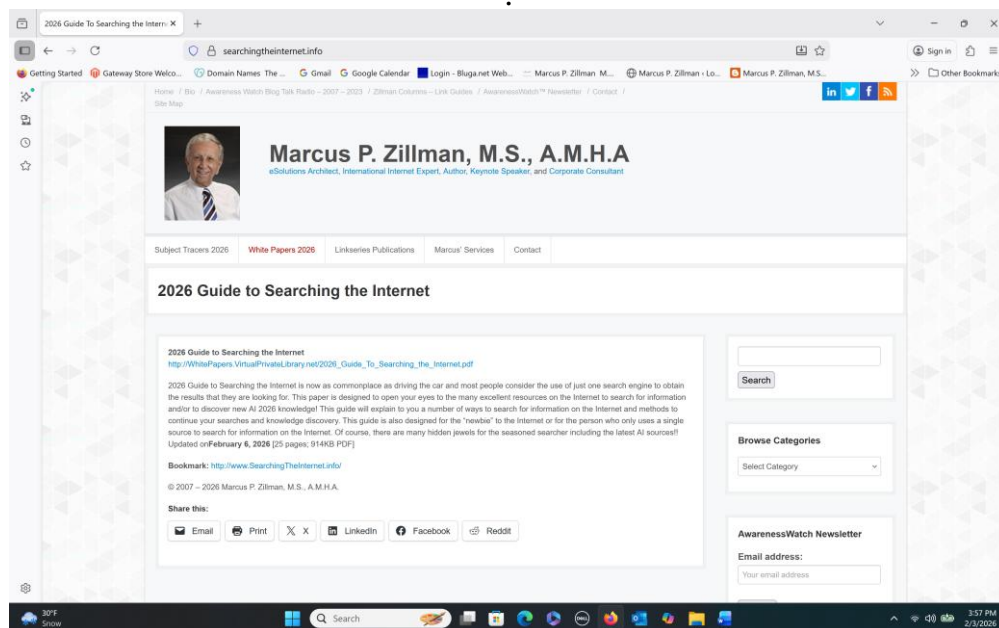 2026 Guide To Searching the Intern
searchingtheinternet.info
Sign in
Getting Started
Gateway Store Welco...
Domain Names The ...
Gmail
Google Calendar
Login - Bluga.net Web...
Marcus P. Zillman M...
Marcus P. Zillman ‹ Lo...
Marcus P. Zillman, M.S...
Other Bookmark
Home / Bio / Awareness Watch Blog Talk Radio – 2007 – 2023 / Zillman Columns – Link Guides / AwarenessWatch™ Newsletter / Contact /
Site Map
Marcus P. Zillman, M.S., A.M.H.A
eSolutions Architect, International Internet Expert, Author, Keynote Speaker, and Corporate Consultant
Subject Tracers 2026
White Papers 2026
Linkseries Publications
Marcus' Services
Contact
2026 Guide to Searching the Internet
2026 Guide to Searching the Internet
http://WhitePapers.VirtualPrivateLibrary.net/2026_Guide_To_Searching_the_Internet.pdf
2026 Guide to Searching the Internet is now as commonplace as driving the car and most people consider the use of just one search engine to obtain
the results that they are looking for. This paper is designed to open your eyes to the many excellent resources on the Internet to search for information
and/or to discover new AI 2026 knowledge! This guide will explain to you a number of ways to search for information on the Internet and methods to
continue your searches and knowledge discovery. This guide is also designed for the "newbie" to the Internet or for the person who only uses a single
source to search for information on the Internet. Of course, there are many hidden jewels for the seasoned searcher including the latest AI sources!!
Updated onFebruary 6, 2026 [25 pages; 914KB PDF]
Bookmark: http://www.SearchingTheInternet.info/
© 2007 – 2026 Marcus P. Zillman, M.S., A.M.H.A.
Share this:
Email
Print
X
LinkedIn
Facebook
Reddit
Search
Browse Categories
Select Category
AwarenessWatch Newsletter
Email address:
Your email address
30°F
Snow
Search
3:57 PM
2/3/2026